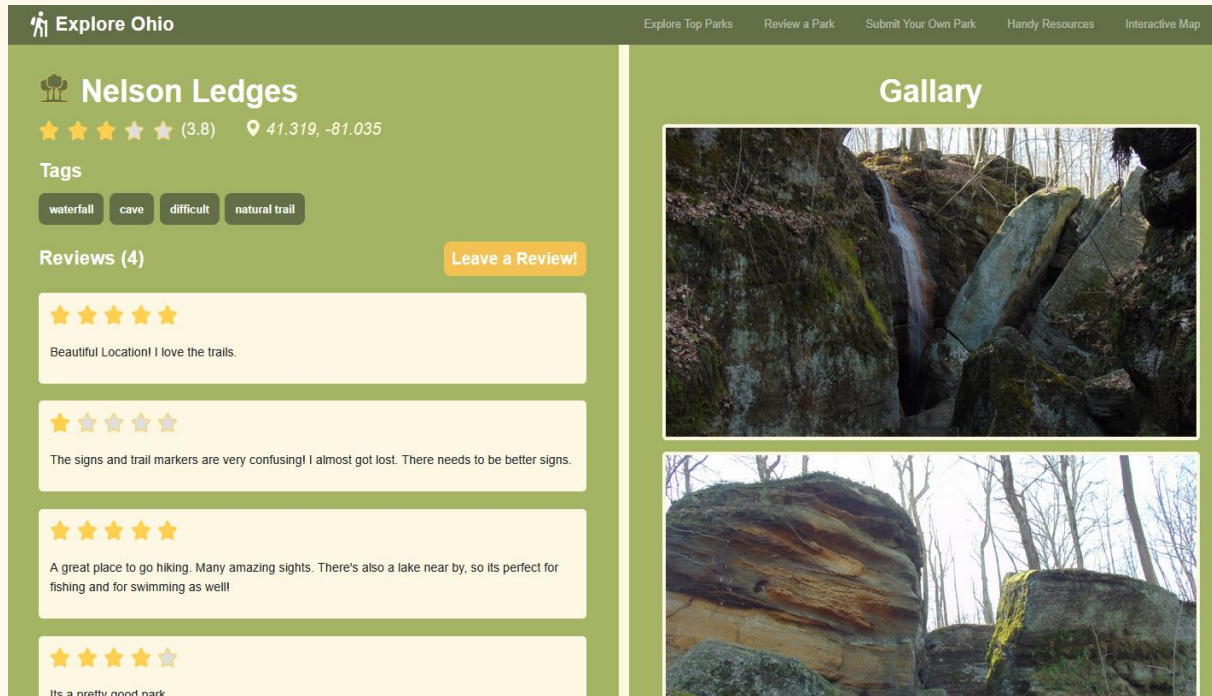 Explore Ohio
Explore Top Parks
Review a Park
Submit Your Own Park
Handy Resources
Interactive Map
Nelson Ledges
(3.8)
41.319, -81.035
Tags
waterfall
cave
difficult
natural trail
Reviews (4)
Leave a Review!
Beautiful Location! I love the trails.
The signs and trail markers are very confusing! I almost got lost. There needs to be better signs.
A great place to go hiking. Many amazing sights. There's also a lake near by, so its perfect for
fishing and for swimming as well!
Its a pretty good park
Gallary